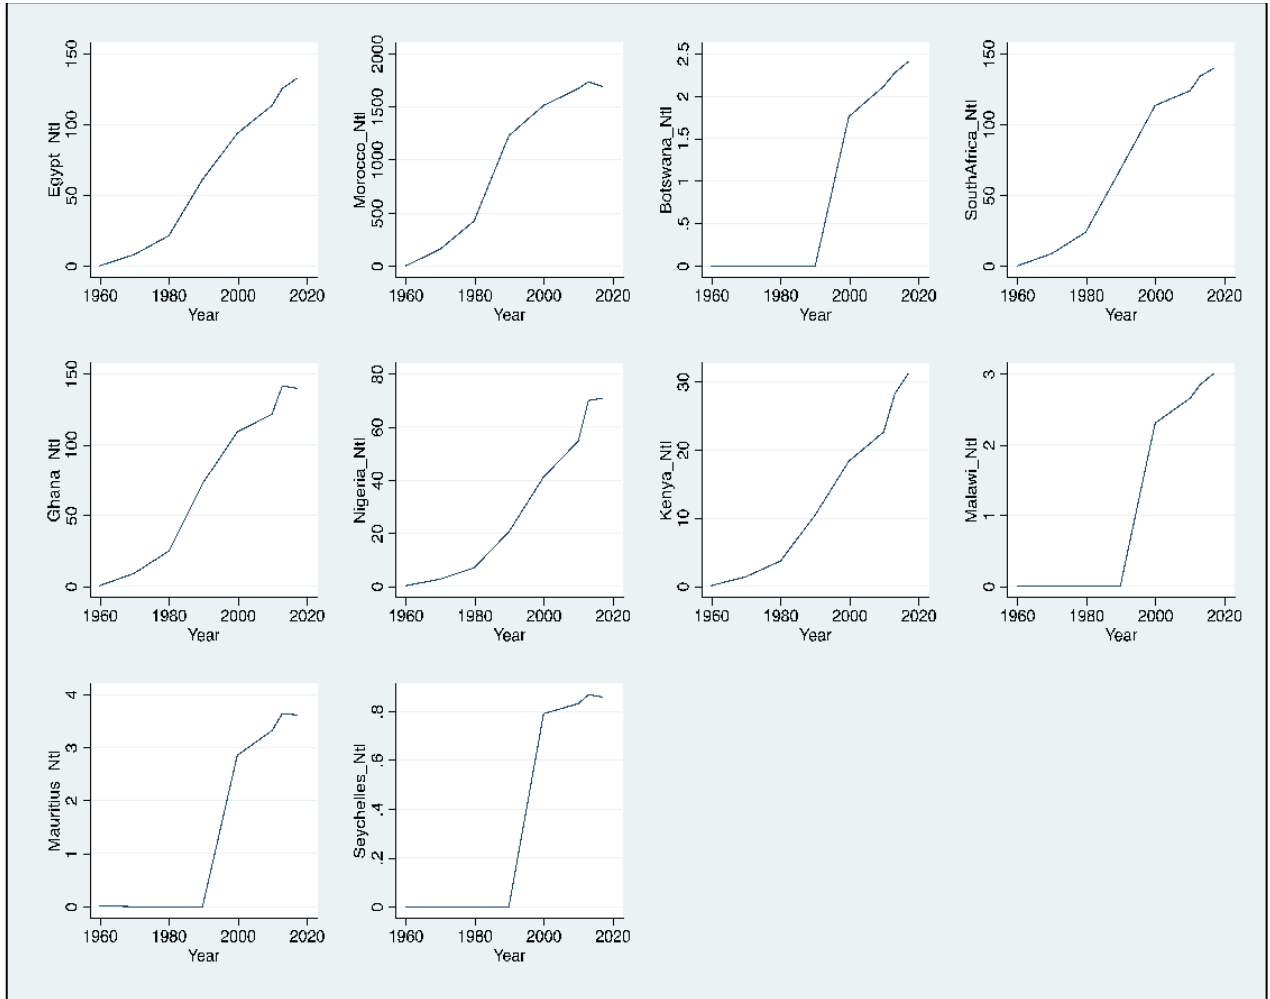 Egypt_Ntl
0 50 100 150
1960 1980 2000 2020
Year
Morocco_Ntl
0 500 1000 1500 2000
1960 1980 2000 2020
Year
Botswana_Ntl
0 .5 1 1.5 2 2.5
1960 1980 2000 2020
Year
SouthAfrica_Ntl
0 50 100 150
1960 1980 2000 2020
Year
Ghana_Ntl
0 50 100 150
1960 1980 2000 2020
Year
Nigeria_Ntl
0 20 40 60 80
1960 1980 2000 2020
Year
Kenya_Ntl
0 10 20 30
1960 1980 2000 2020
Year
Malawi_Ntl
0 1 2 3
1960 1980 2000 2020
Year
Mauritius_Ntl
0 1 2 3 4
1960 1980 2000 2020
Year
Seychelles_Ntl
0 .2 .4 .6 .8
1960 1980 2000 2020
Year